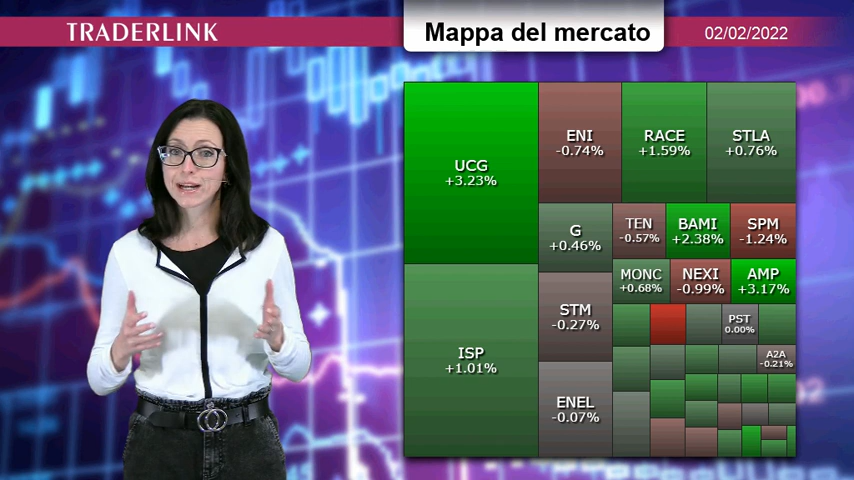 TRADERLINK
Mappa del mercato
02/02/2022
UCG
+3.23%
ENI
-0.74%
RACE
+1.59%
STLA
+0.76%
G
+0.46%
TEN
-0.57%
BAMI
+2.38%
SPM
-1.24%
MONC
+0.68%
NEXI
-0.99%
AMP
+3.17%
STM
-0.27%
PST
0.00%
ISP
+1.01%
A2A
-0.21%
ENEL
-0.07%